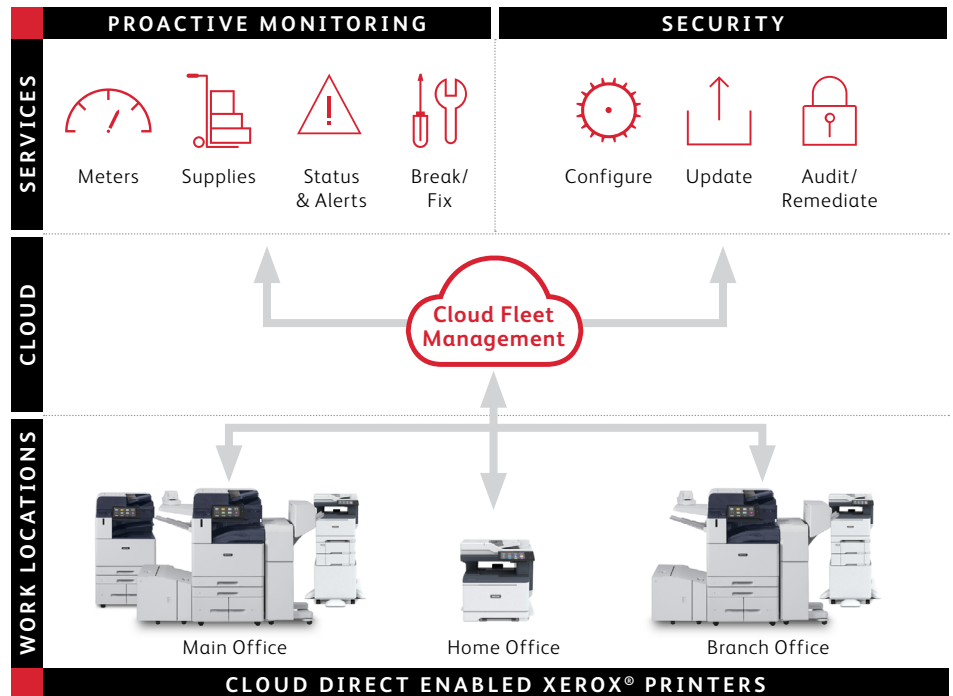 PROACTIVE MONITORING
SECURITY
SERVICES
Meters
Supplies
Status
& Alerts
Break/
Fix
Configure
Update
Audit/
Remediate
CLOUD
Cloud Fleet
Management
WORK LOCATIONS
Main Office
Home Office
Branch Office
CLOUD DIRECT ENABLED XEROX® PRINTERS